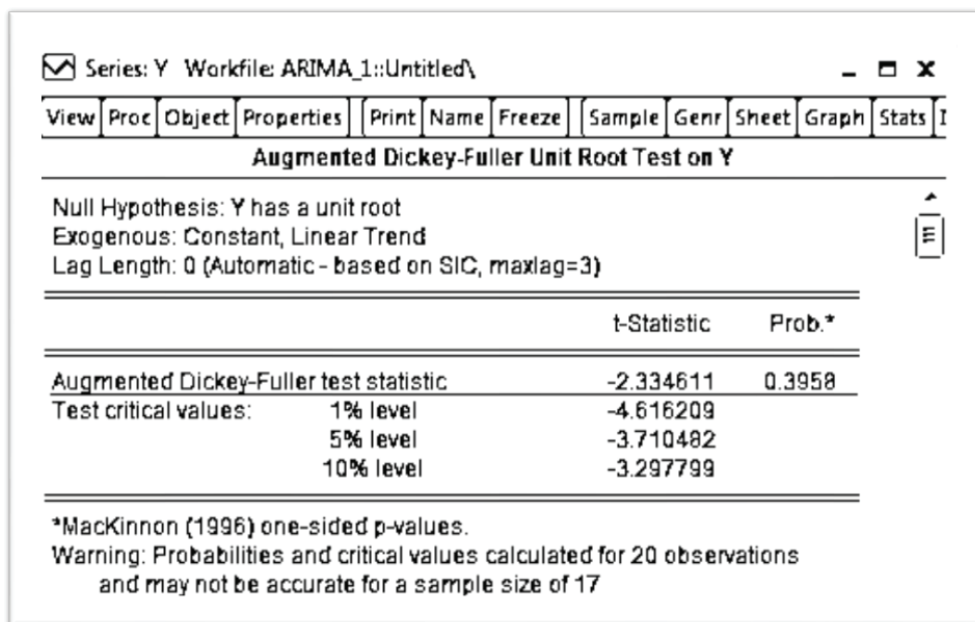 Series: Y Workfile: ARIMA_1::Untitled\
View Proc Object Properties Print Name Freeze Sample Genr Sheet Graph Stats I
Augmented Dickey-Fuller Unit Root Test on Y
Null Hypothesis: Y has a unit root
Exogenous: Constant, Linear Trend
Lag Length: 0 (Automatic - based on SIC, maxlag=3)
t-Statistic Prob.*
Augmented Dickey-Fuller test statistic -2.334611 0.3958
Test critical values: 1% level -4.616209
5% level -3.710482
10% level -3.297799
*MacKinnon (1996) one-sided p-values.
Warning: Probabilities and critical values calculated for 20 observations
and may not be accurate for a sample size of 17